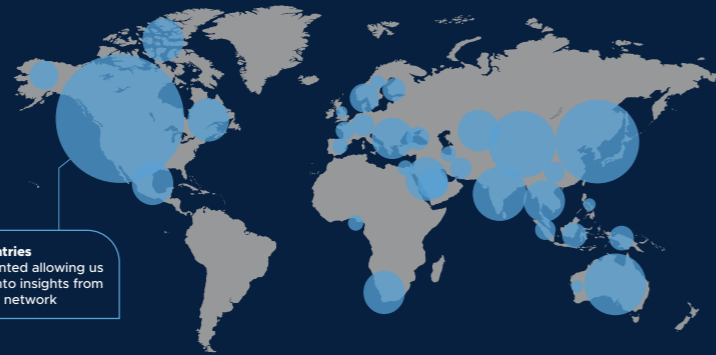 ntries
nted allowing us
nto insights from
network